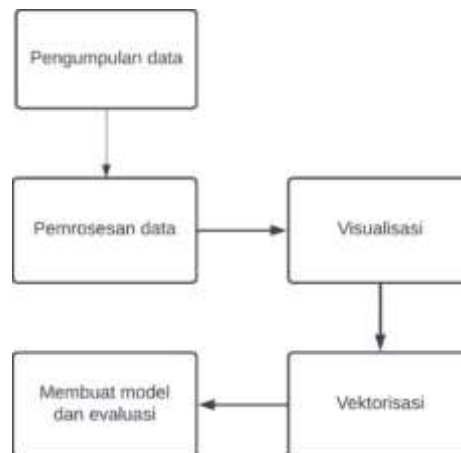 Pengumpulan data
Pemrosesan data
Visualisasi
Vektorisasi
Membuat model
dan evaluasi